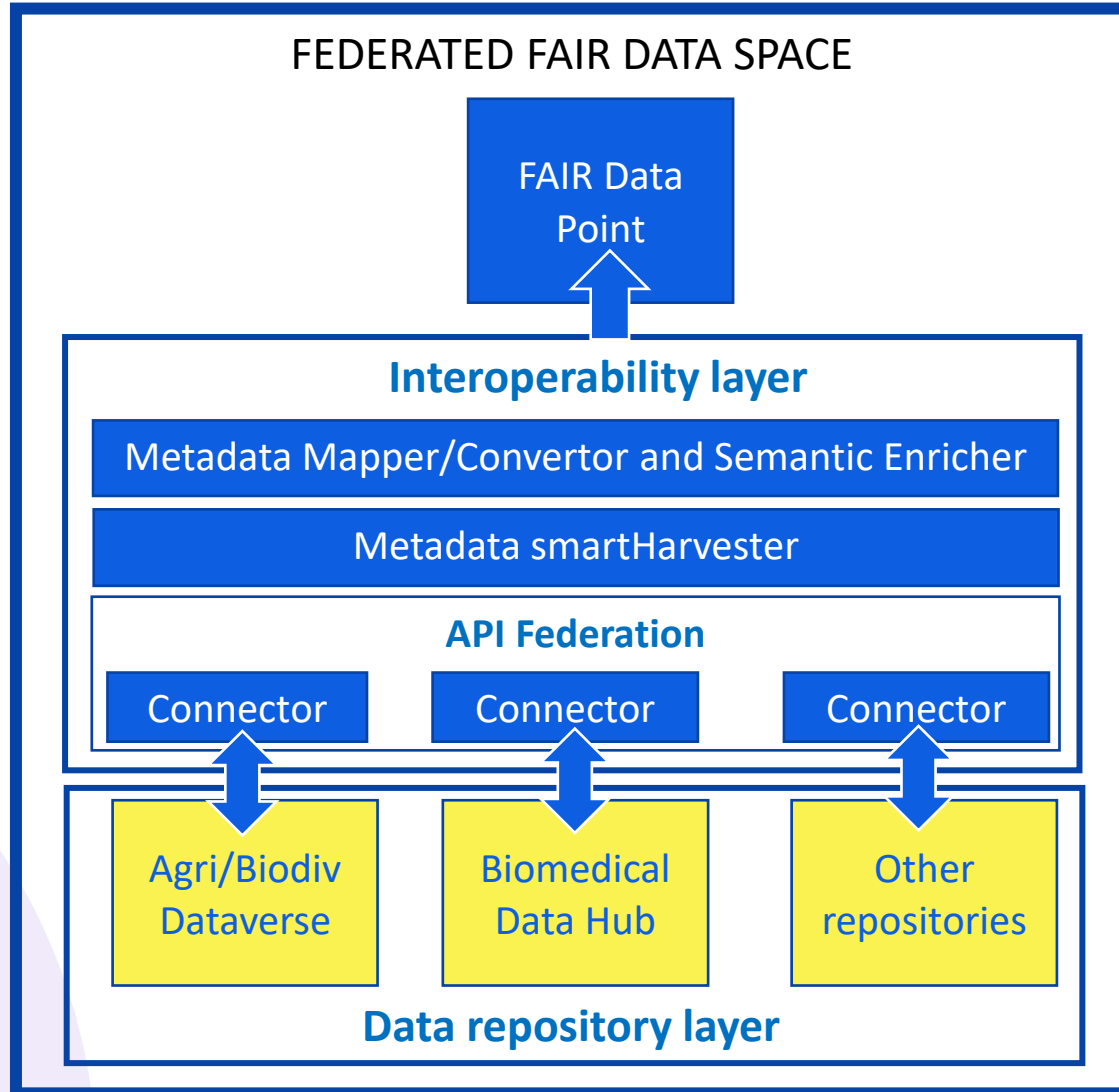 FEDERATED FAIR DATA SPACE
FAIR Data
Point
Interoperability layer
Metadata Mapper/Convertor and Semantic Enricher
Metadata smartHarvester
API Federation
Connector
Connector
Connector
Agri/Biodiv
Dataverse
Biomedical
Data Hub
Other
repositories
Data repository layer